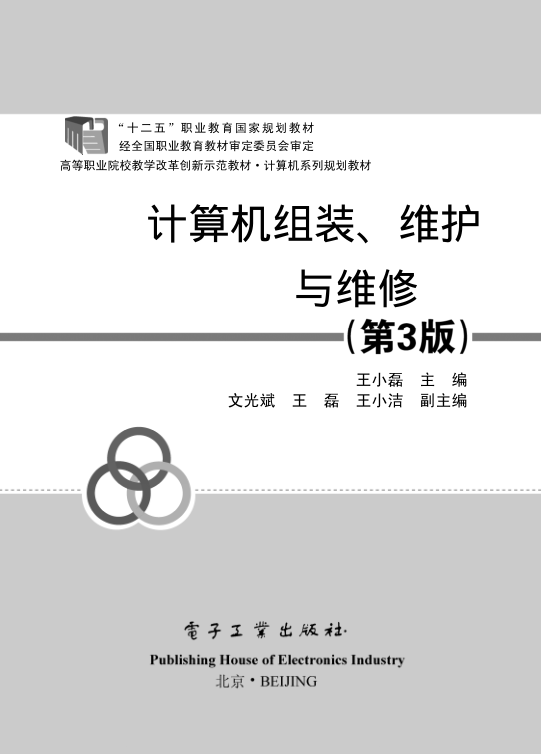 “十二五”职业教育国家规划教材
经全国职业教育教材审定委员会审定
高等职业院校教学改革创新示范教材·计算机系列规划教材
计算机组装、维护
与维修
(第3版)
王小磊 主 编
文光斌 王 磊 王小洁 副主编
電子工業出版社·
Publishing House of Electronics Industry
北京·BEIJING